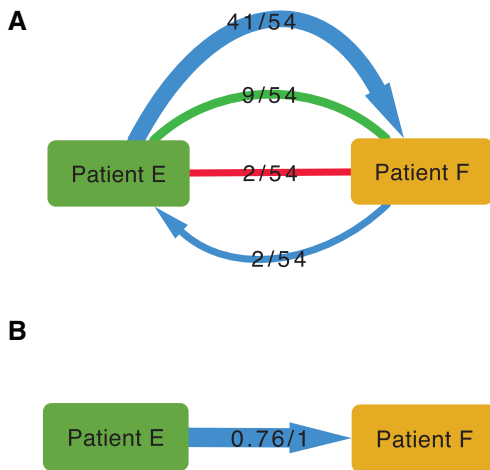 A
41/54
9/54
Patient E
2/54
Patient F
2/54
B
Patient E
0.76/1
Patient F